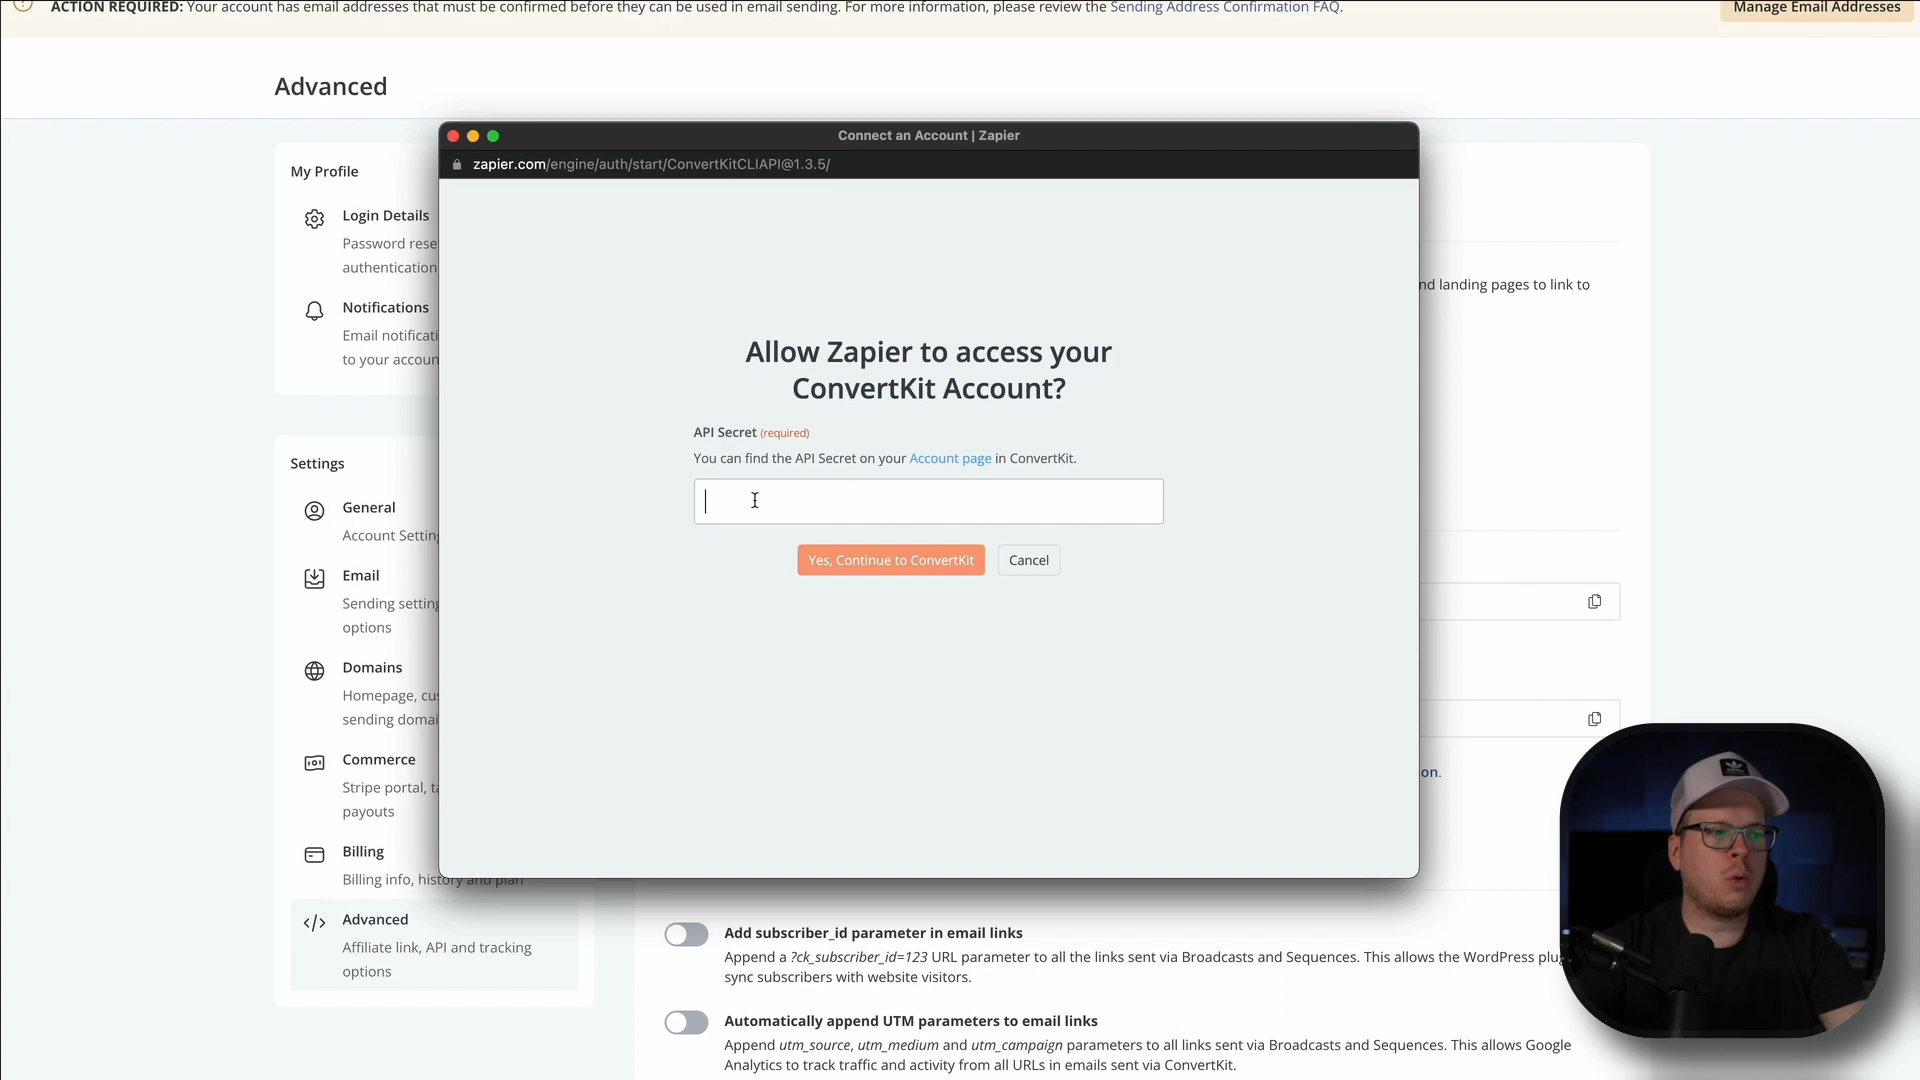 ACTION REQUIRED: Your account has email addresses that must be confirmed before they can be used in email sending. For more information, please review the Sending Address Confirmation FAQ.
Manage Email Addresses
Advanced
My Profile
Login Details
Password rese
authentication
Notifications
Email notificati
to your accoun
Settings
General
Account Settin
Email
Sending setting
options
Domains
Homepage, cus
sending domai
Commerce
Stripe portal, ta
payouts
Billing
Billing info, history and plan
Advanced
Affiliate link, API and tracking
options
Connect an Account | Zapier
zapier.com/engine/auth/start/ConvertKitCLIAPI@1.3.5/
Allow Zapier to access your
ConvertKit Account?
API Secret (required)
You can find the API Secret on your Account page in ConvertKit.
Yes, Continue to ConvertKit
Cancel
nd landing pages to link to
on.
Add subscriber_id parameter in email links
Append a ?ck_subscriber_id=123 URL parameter to all the links sent via Broadcasts and Sequences. This allows the WordPress plug
sync subscribers with website visitors.
Automatically append UTM parameters to email links
Append utm_source, utm_medium and utm_campaign parameters to all links sent via Broadcasts and Sequences. This allows Google
Analytics to track traffic and activity from all URLs in emails sent via ConvertKit.